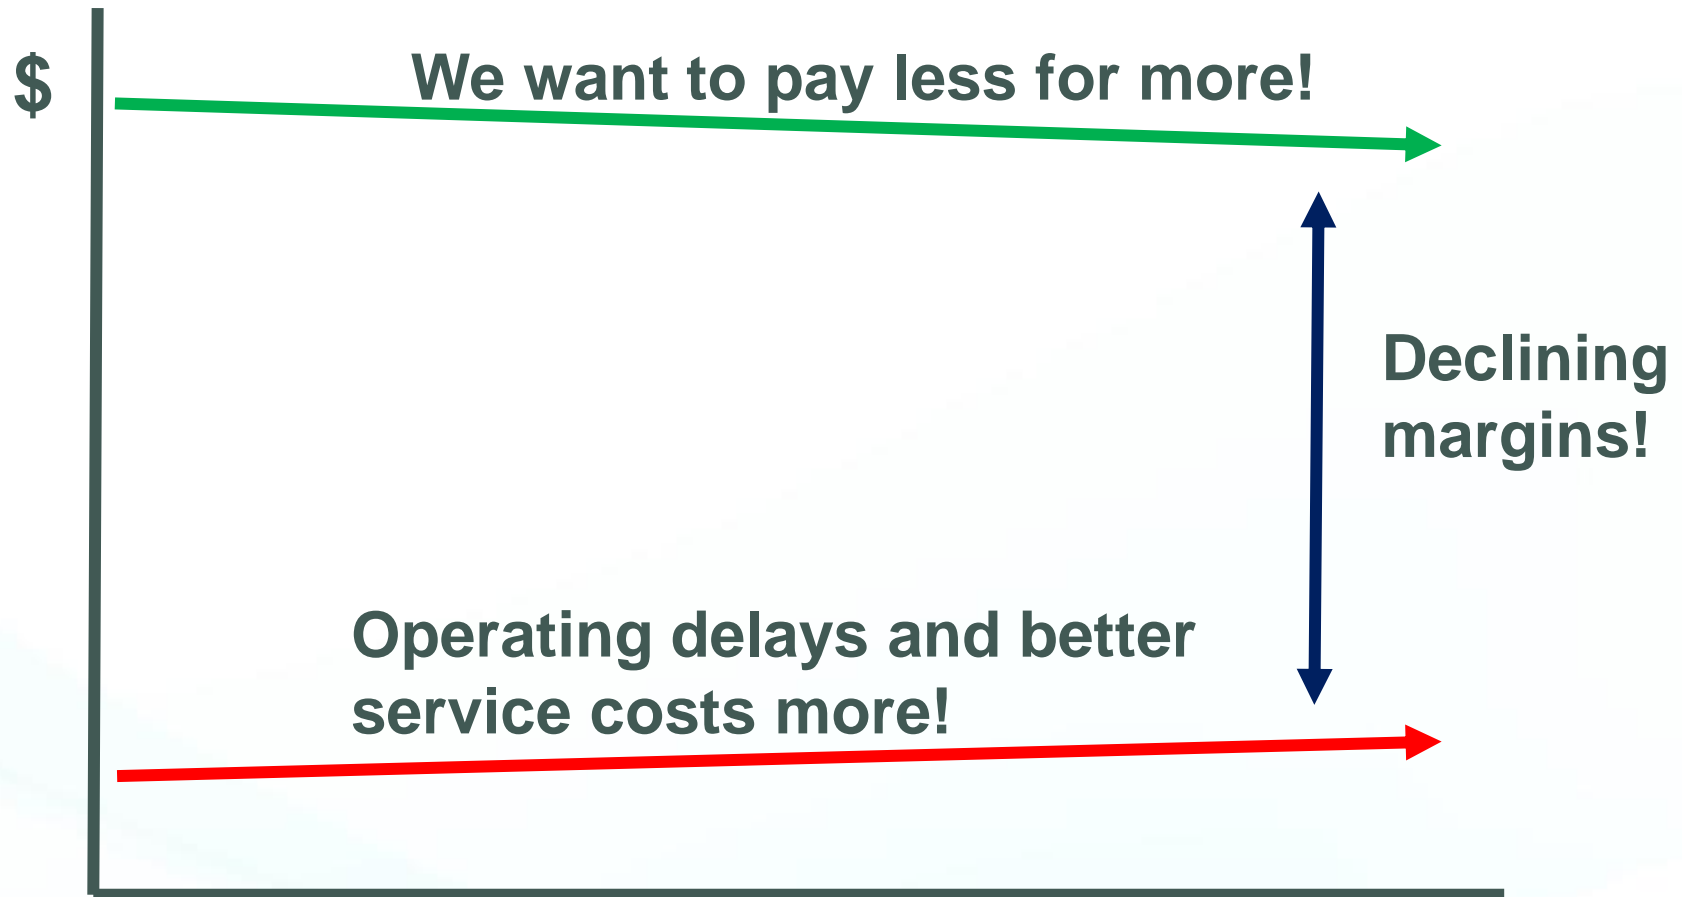 $
We want to pay less for more!
Declining
margins!
Operating delays and better
service costs more!